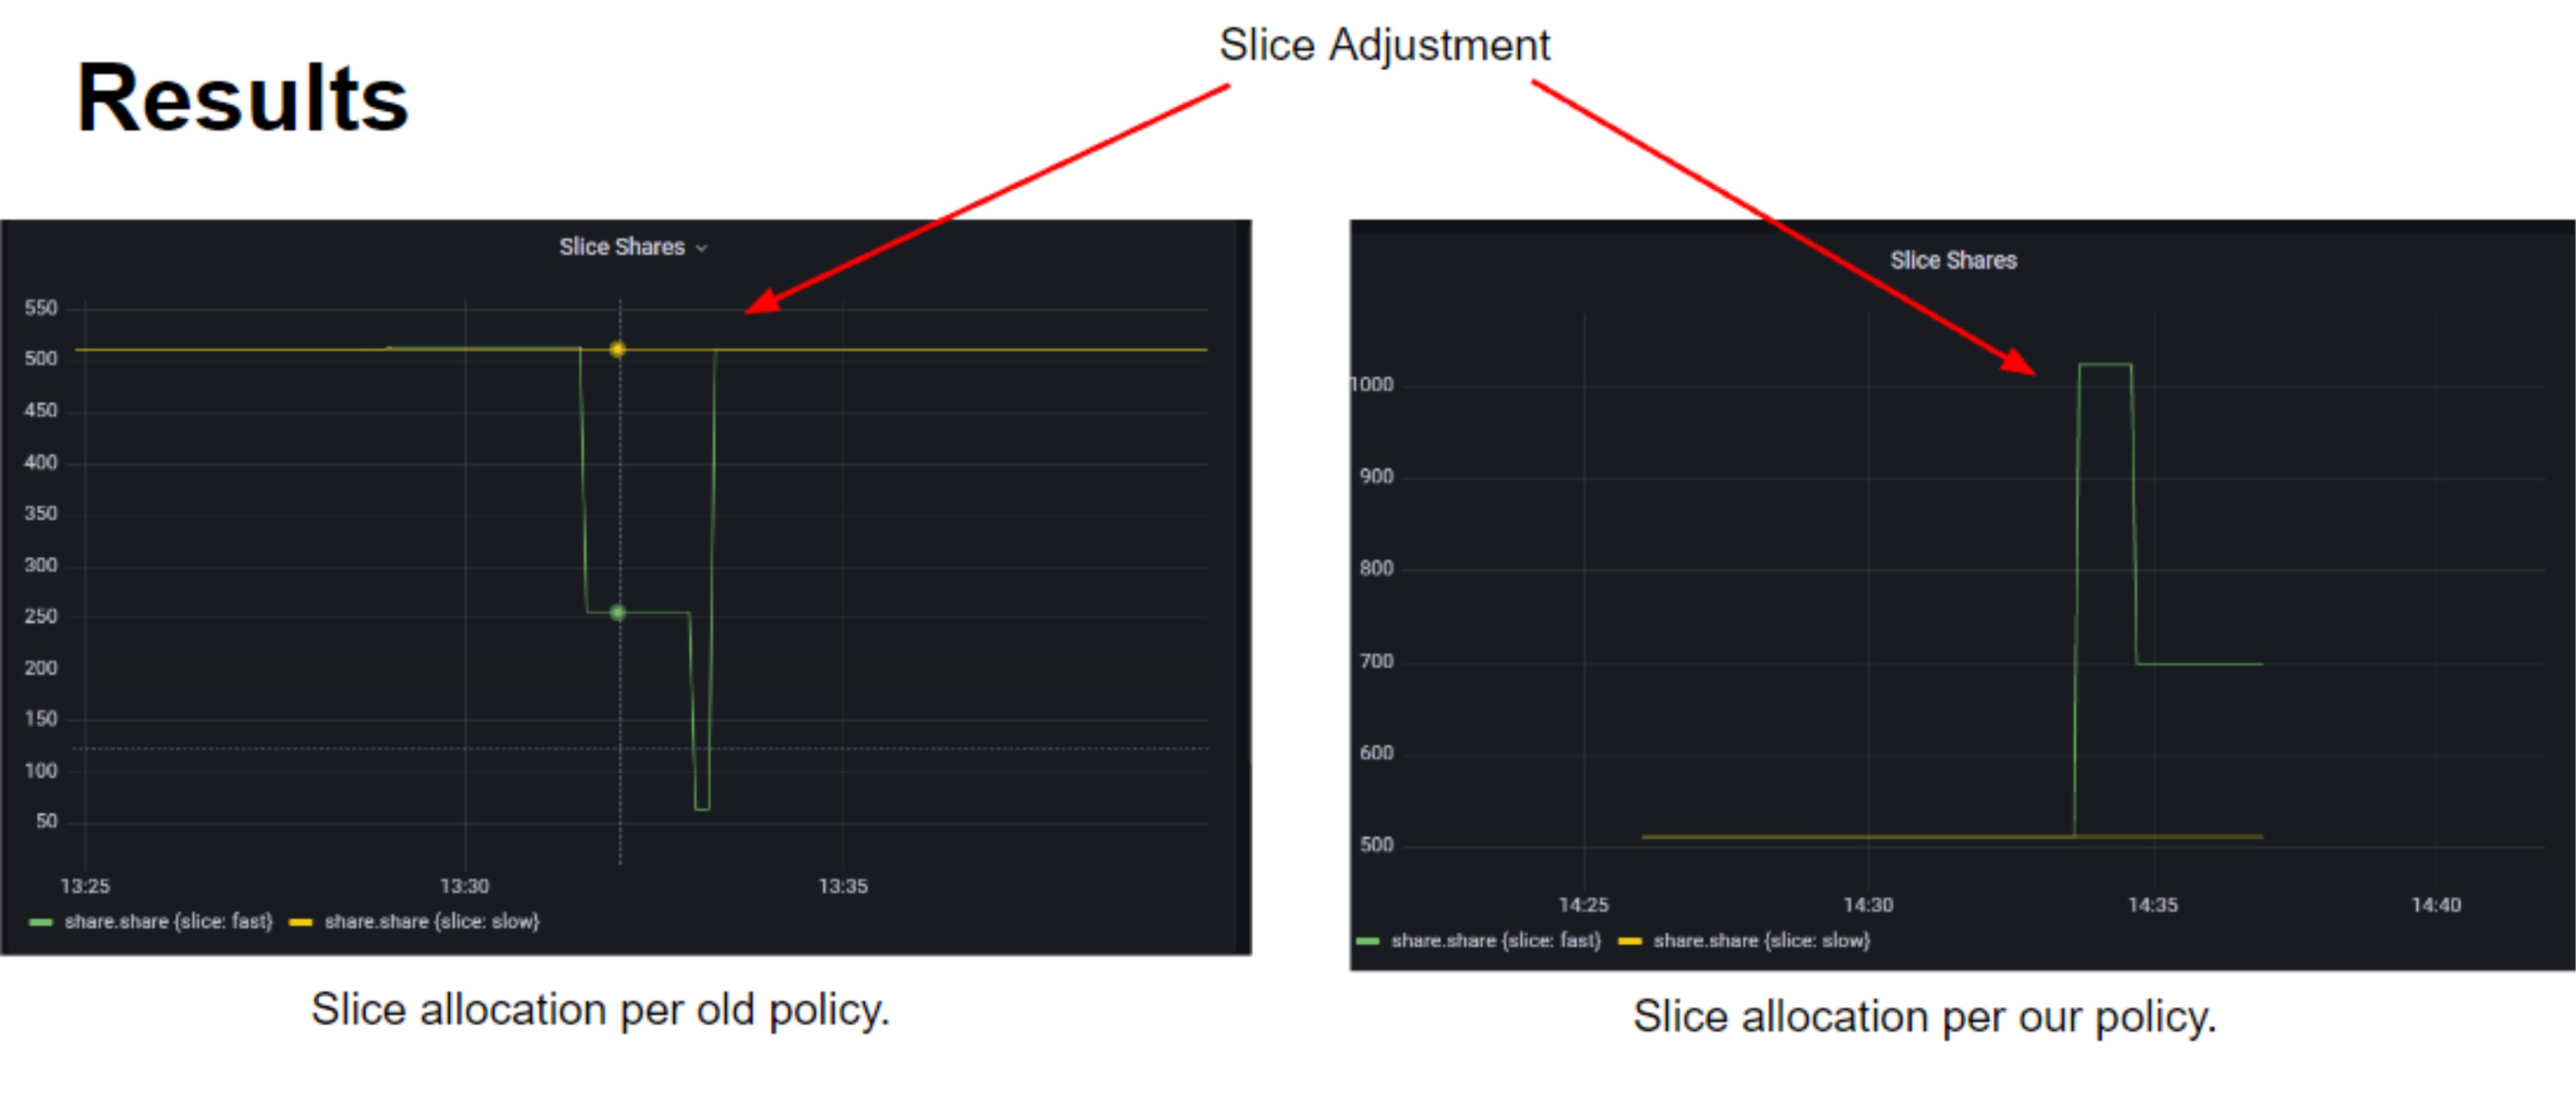 Slice Adjustment
Results
Slice Shares
550
500
450
400
350
300
250
200
150
100
50
13:25 13:30 13:35
share.share {slice: fast} share.share {slice: slow}
Slice allocation per old policy.
Slice Shares
1000
900
800
700
600
500
14:25 14:30 14:35 14:40
share.share {slice: fast} share.share {slice: slow}
Slice allocation per our policy.